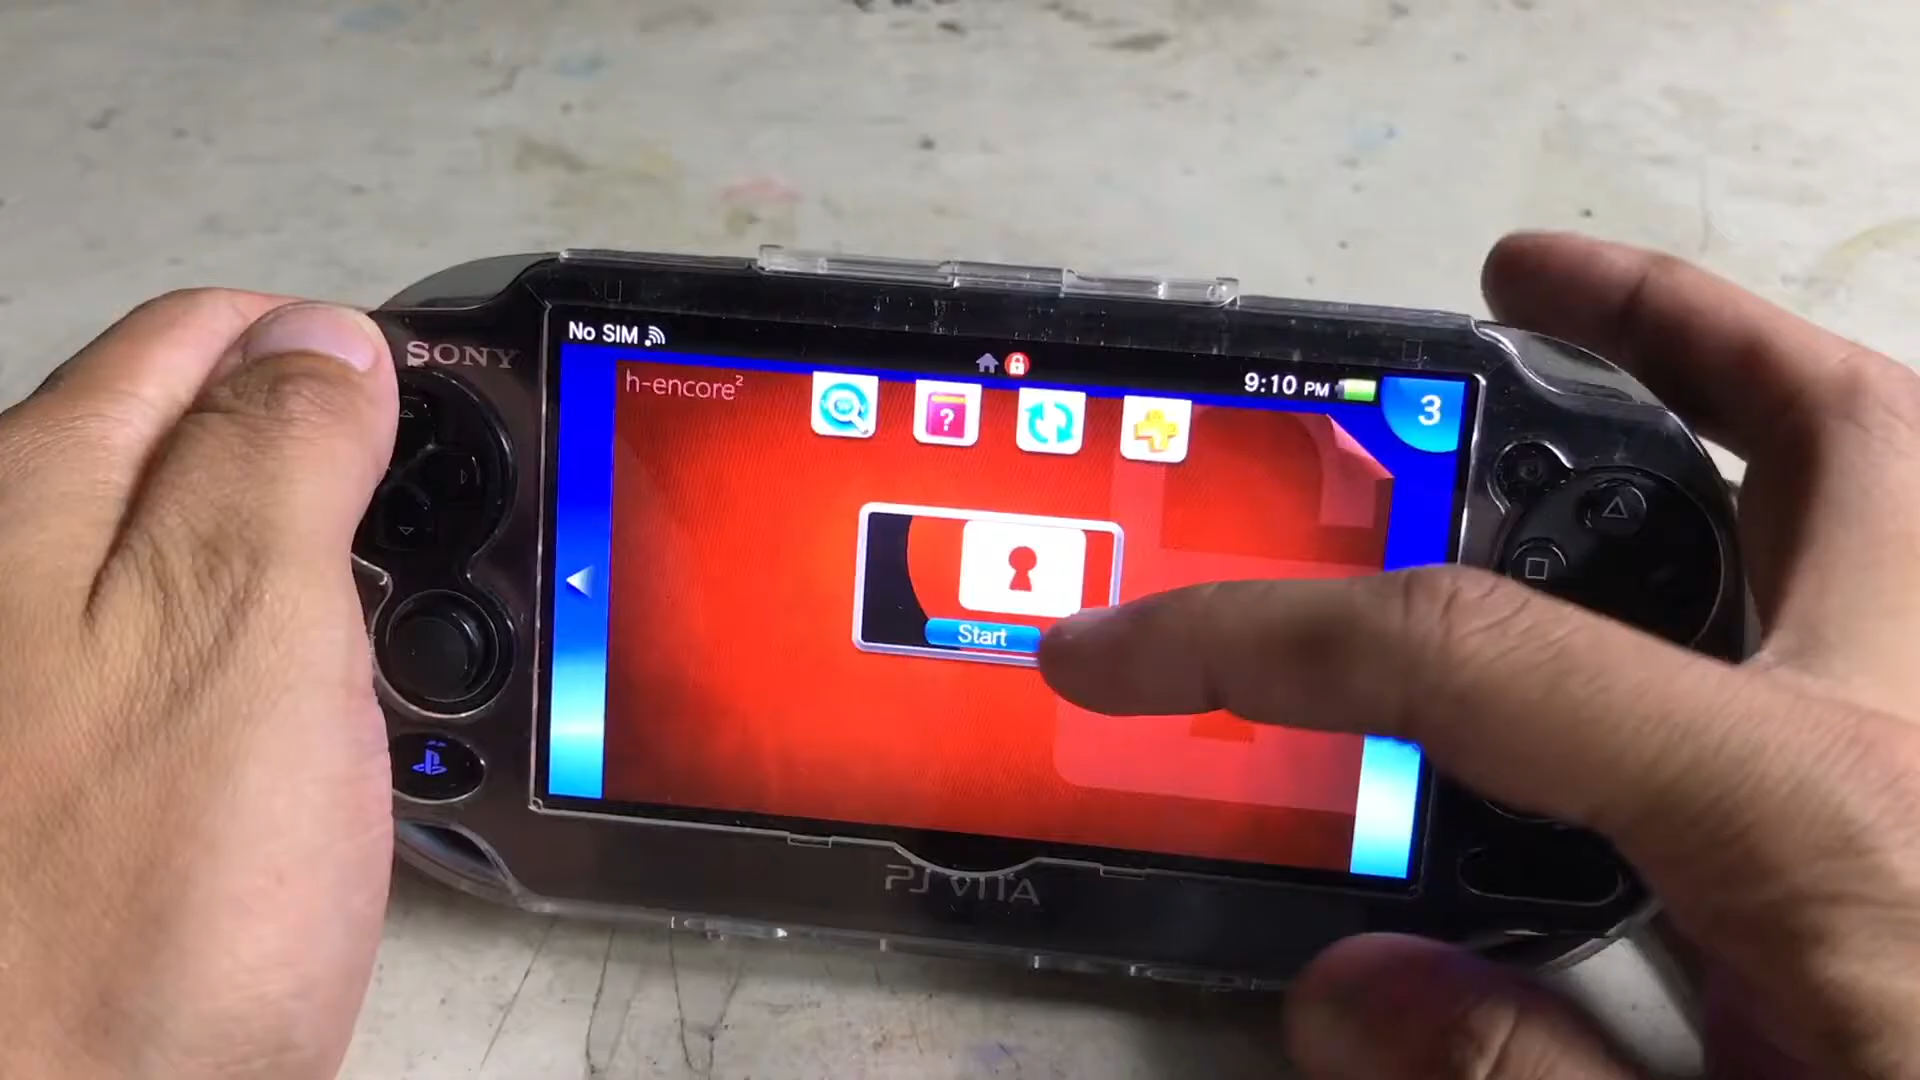 SONY
No SIM
9:10 PM
3
h-encore²
?
Start
PS VITA